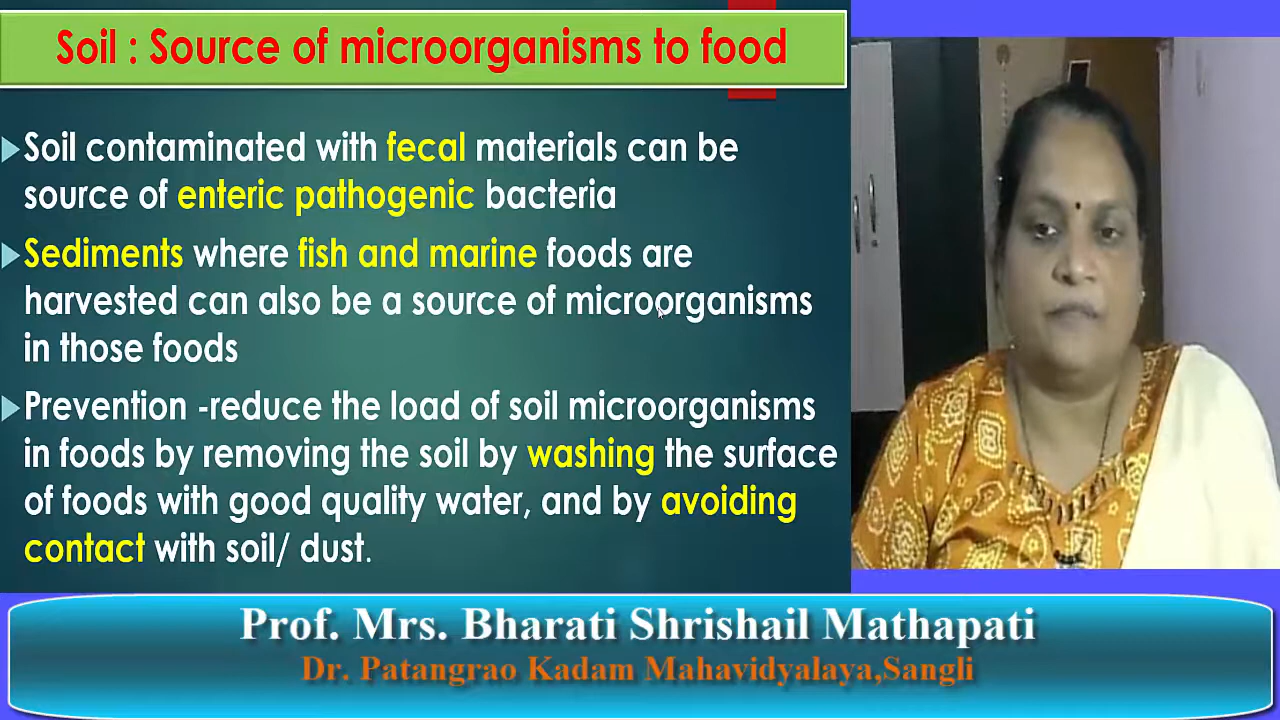 Soil : Source of microorganisms to food
Soil contaminated with fecal materials can be
source of enteric pathogenic bacteria
Sediments where fish and marine foods are
harvested can also be a source of microorganisms
in those foods
Prevention -reduce the load of soil microorganisms
in foods by removing the soil by washing the surface
of foods with good quality water, and by avoiding
contact with soil/ dust.
Prof. Mrs. Bharati Shrishail Mathapati
Dr. Patangrao Kadam Mahavidyalaya,Sangli